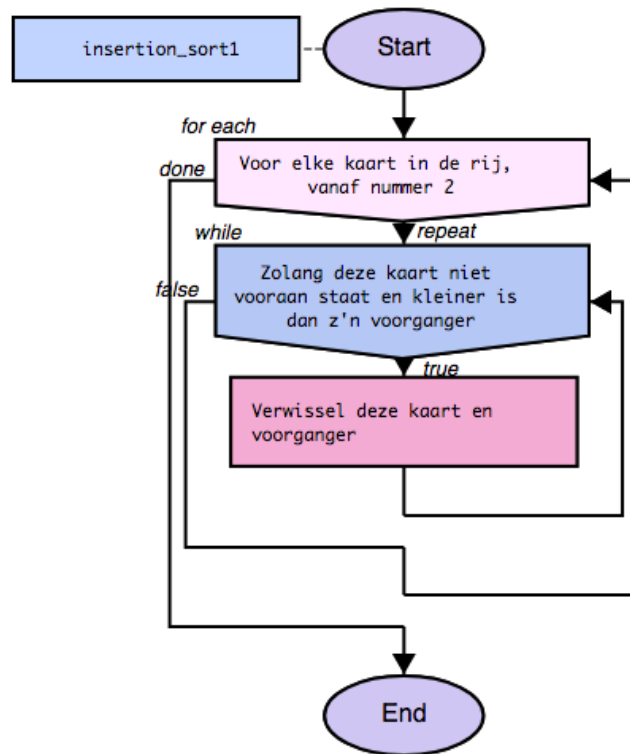 insertion_sort1
Start
for each
done
Voor elke kaart in de rij,
vanaf nummer 2
while
repeat
false
Zolang deze kaart niet
vooraan staat en kleiner is
dan z'n voorganger
true
Verwissel deze kaart en
voorganger
End